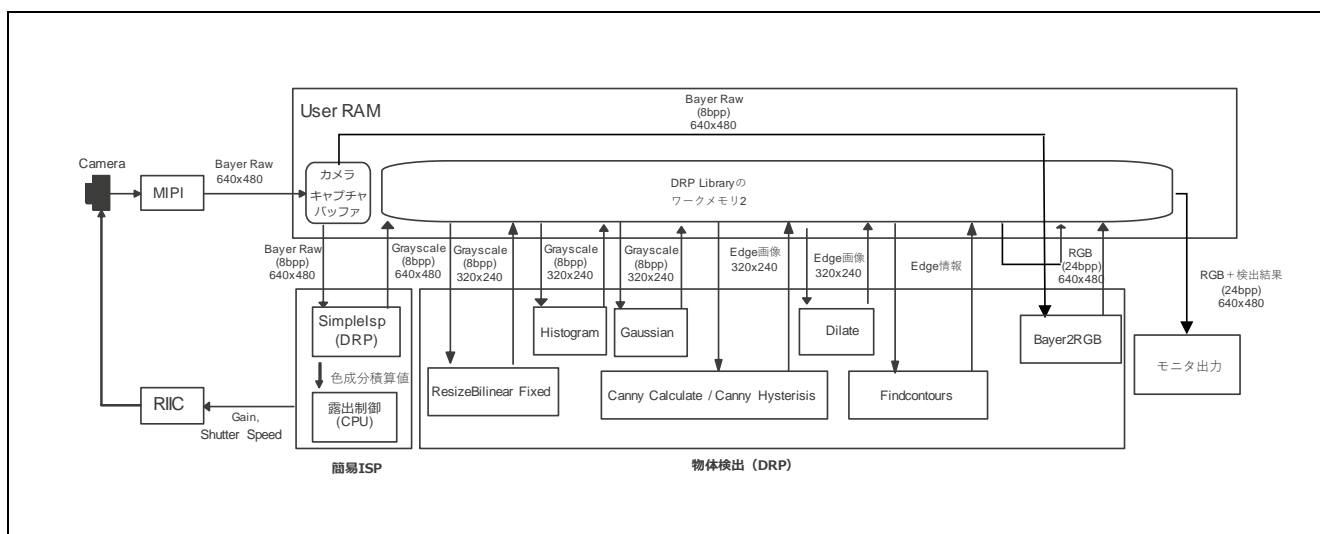 User RAM
Bayer Raw
(8bpp)
640x480
Camera
MIPI
Bayer Raw
640x480
カメラ
キャプチャ
バッファ
DRP Libraryの
ワークメモリ2
Bayer Raw
(8bpp)
640x480
Grayscale
(8bpp)
640x480
Grayscale
(8bpp)
320x240
Grayscale
(8bpp)
320x240
Grayscale
(8bpp)
320x240
Edge画像
320x240
Edge画像
320x240
Edge情報
RGB
(24bpp)
640x480
RGB+検出結果
(24bpp)
640x480
SimpleIsp
(DRP)
色成分積算値
露出制御
(CPU)
RIIC
Gain,
Shutter Speed
ResizeBilinear Fixed
Histogram
Gaussian
Canny Calculate / Canny Hysterisis
Dilate
Findcontours
Bayer2RGB
モニタ出力
簡易ISP
物体検出(DRP)